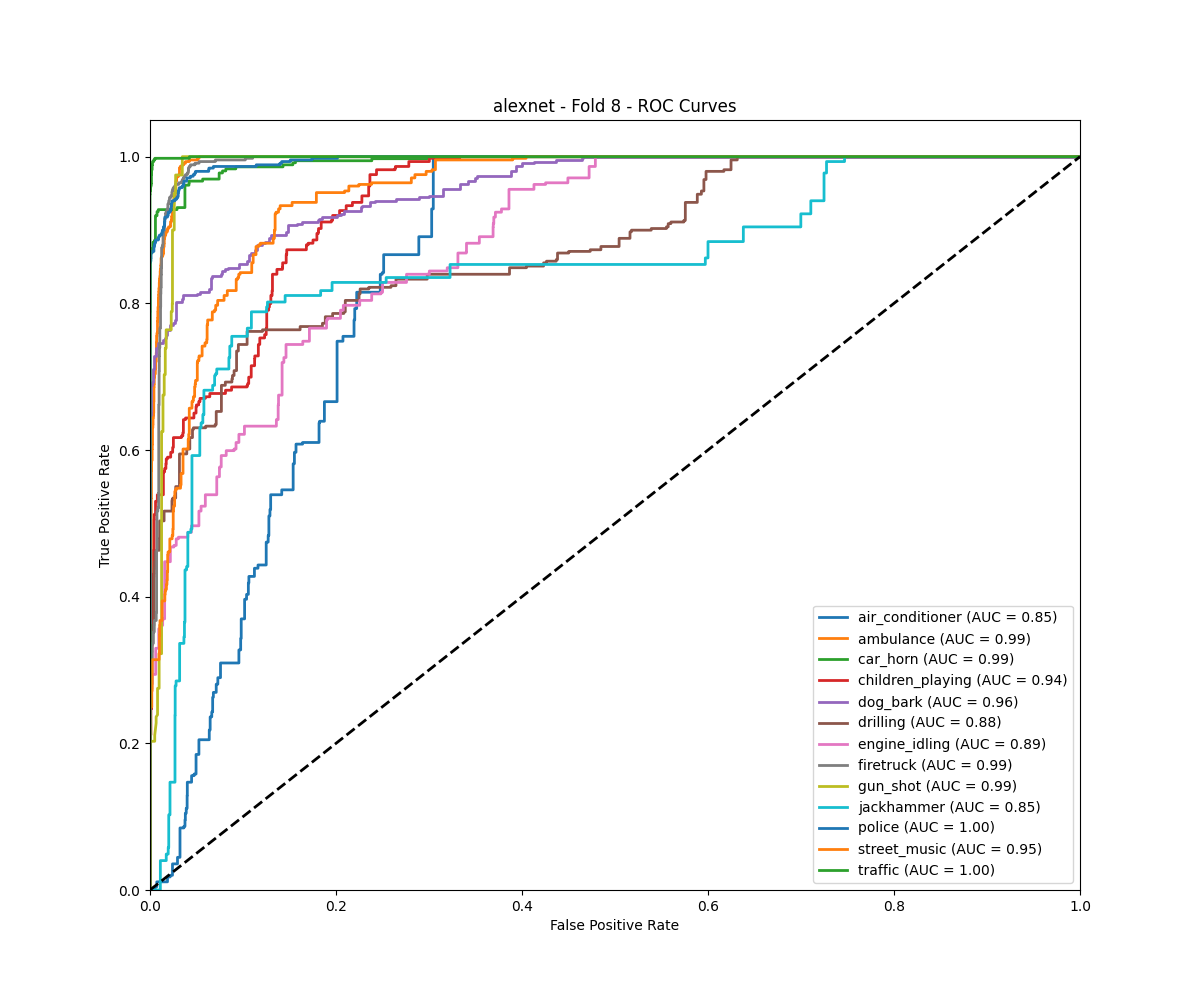 alexnet - Fold 8 - ROC Curves
1.0
0.8
0.6
0.4
0.2
0.0
True Positive Rate
air_conditioner (AUC = 0.85)
ambulance (AUC = 0.99)
car_horn (AUC = 0.99)
children_playing (AUC = 0.94)
dog_bark (AUC = 0.96)
drilling (AUC = 0.88)
engine_idling (AUC = 0.89)
firetruck (AUC = 0.99)
gun_shot (AUC = 0.99)
jackhammer (AUC = 0.85)
police (AUC = 1.00)
street_music (AUC = 0.95)
traffic (AUC = 1.00)
0.0 0.2 0.4 0.6 0.8 1.0
False Positive Rate